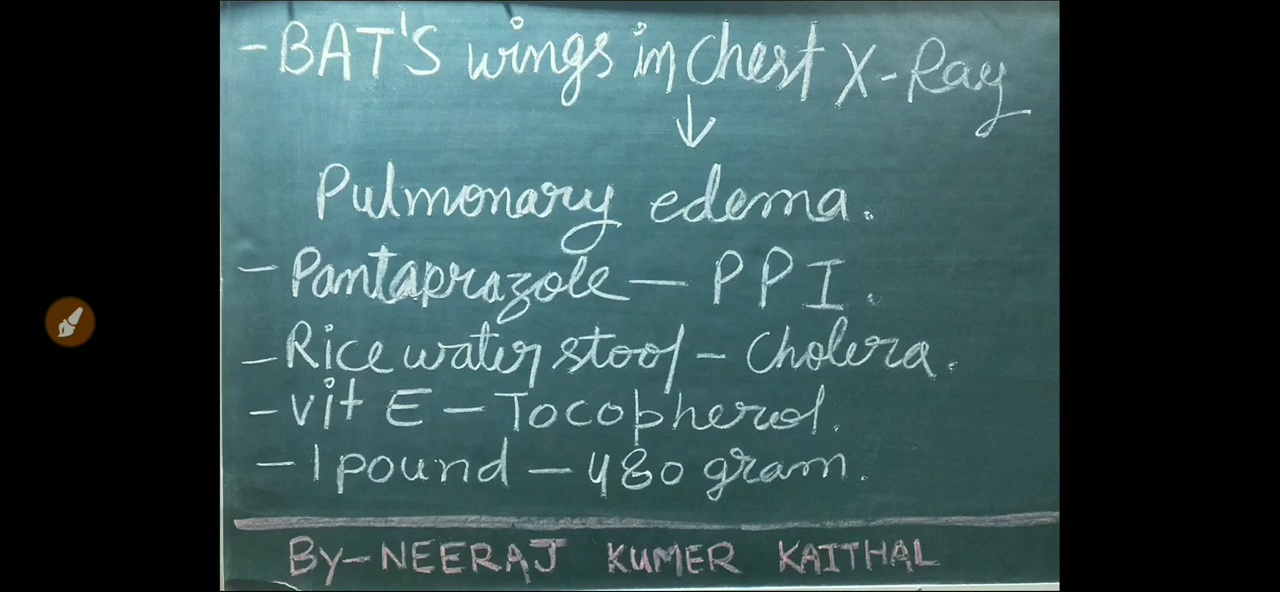 - BAT'S wings in chest X-Ray
↓
Pulmonary edema.
- Pantaprazole — PPI.
- Rice water stool - Cholera.
- vit E - Tocopherol.
- 1 pound - 480 gram.
By-NEERAJ KUMER KAITHAL